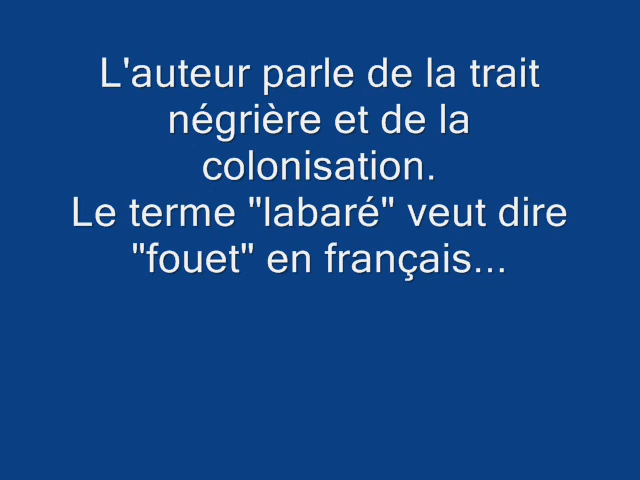 L'auteur parle de la trait
négrière et de la
colonisation.
Le terme "labaré" veut dire
"fouet" en français...